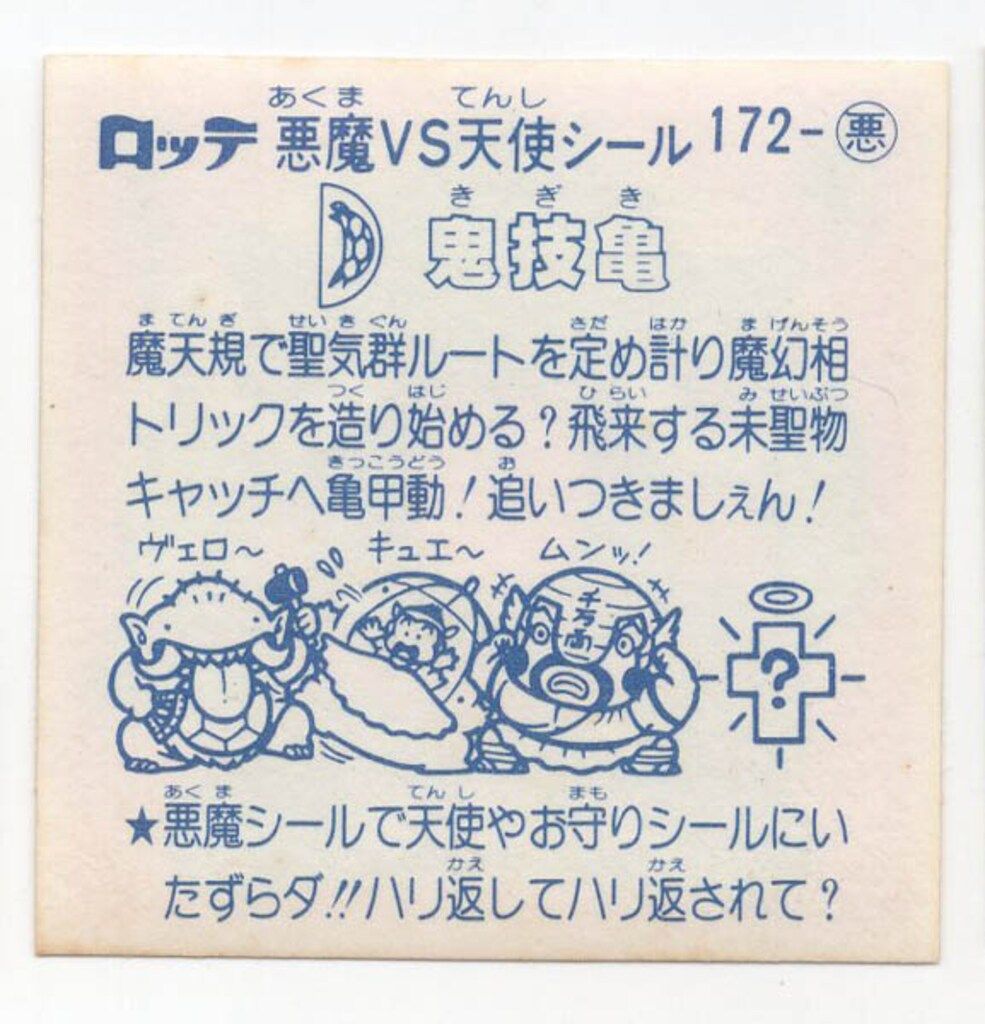 あくま てんし
ロッテ 悪魔VS天使シール 172-悪
きぎき
鬼技亀
まてんぎ せいきぐん さだ はか まげんそう
魔天規で聖気群ルートを定め計り魔幻相
つく はじ ひらい みせいぶつ
トリックを造り始める?飛来する未聖物
きっこうどう お
キャッチへ亀甲動!追いつきましぇん!
ヴェロ〜 キュエ〜 ムンッ!
千万両
?
あくま てんし まも
★悪魔シールで天使やお守りシールにい
かえ かえ
たずらダ!!ハリ返してハリ返されて?